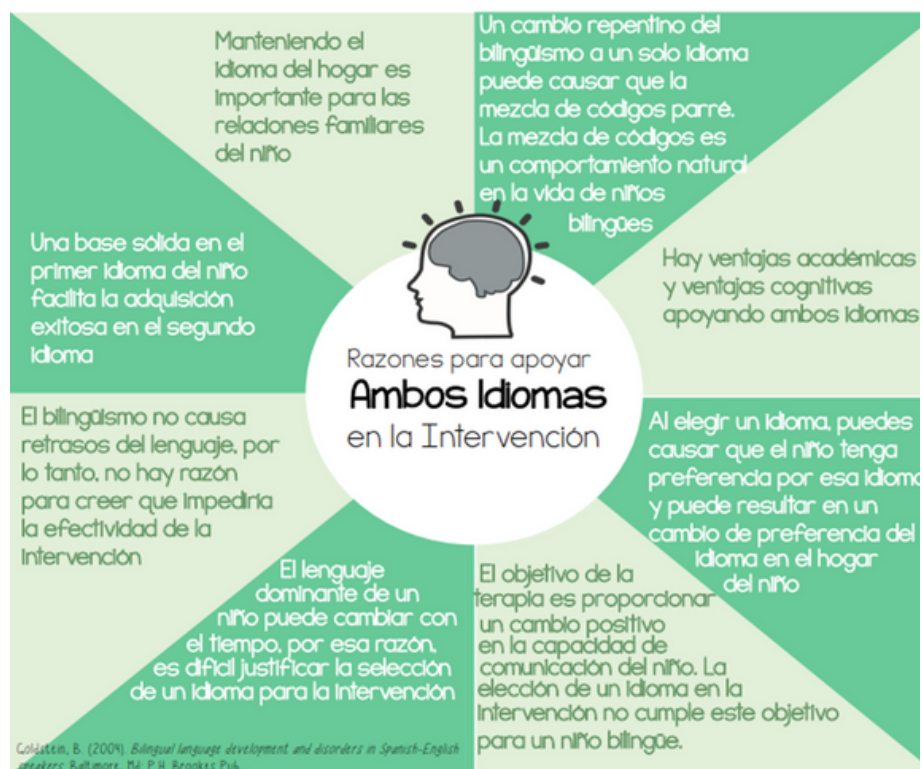 Manteniendo el
idioma del hogar es
importante para las
relaciones familiares
del niño
Un cambio repentino del
bilingüismo a un solo idioma
puede causar que la
mezcla de códigos parré.
La mezcla de códigos es
un comportamiento natural
en la vida de niños
bilingües
Hay ventajas académicas
y ventajas cognitivas
apoyando ambos idiomas
Al elegir un idioma, puedes
causar que el niño tenga
preferencia por esa idioma
y puede resultar en un
cambio de preferencia del
idioma en el hogar
del niño
El objetivo de la
terapia es proporcionar
un cambio positivo
en la capacidad de
comunicación del niño. La
elección de un idioma en la
intervención no cumple este objetivo
para un niño bilingüe.
El lenguaje
dominante de un
niño puede cambiar con
el tiempo, por esa razón,
es difícil justificar la selección
de un idioma para la intervención
El bilingüismo no causa
retrasos del lenguaje, por
lo tanto, no hay razón
para creer que impediría
la efectividad de la
intervención
Una base sólida en el
primer idioma del niño
facilita la adquisición
exitosa en el segundo
idioma
Razones para apoyar
Ambos Idiomas
en la Intervención
Goldstein, B. (2004). Bilingual language development and disorders in Spanish-English
speakers. Baltimore, Md: P.H. Brookes Pub.